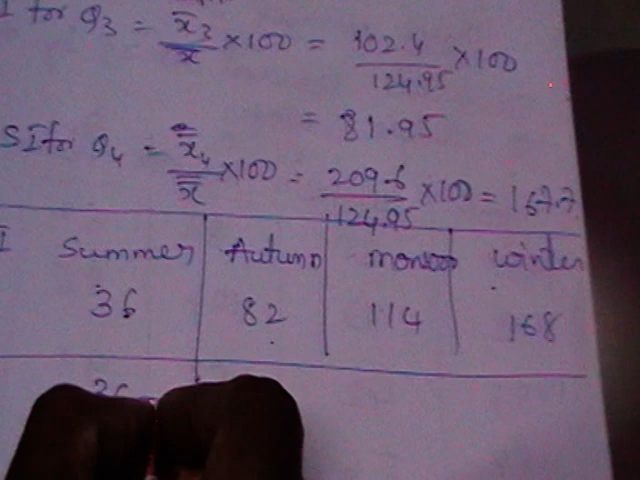 I for Q3 = x̄3/x̄ ×100 = 102.4/124.95 ×100
= 81.95
SI for Q4 = x̄4/x̄ ×100 = 209.6/124.95 ×100 = 167.7
I Summer Autumn monsoon winter
36 82 114 168